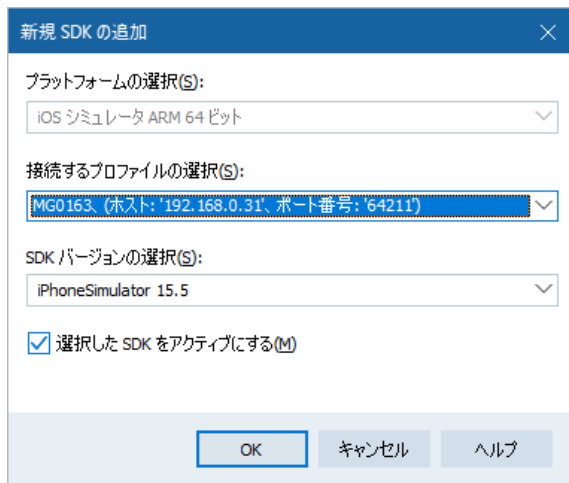 新規 SDK の追加
プラットフォームの選択(S):
iOS シミュレータ ARM 64 ビット
接続するプロファイルの選択(S):
MG0163、(ホスト: '192.168.0.31'、ポート番号: '64211')
SDK バージョンの選択(S):
iPhoneSimulator 15.5
選択した SDK をアクティブにする(M)
OK キャンセル ヘルプ